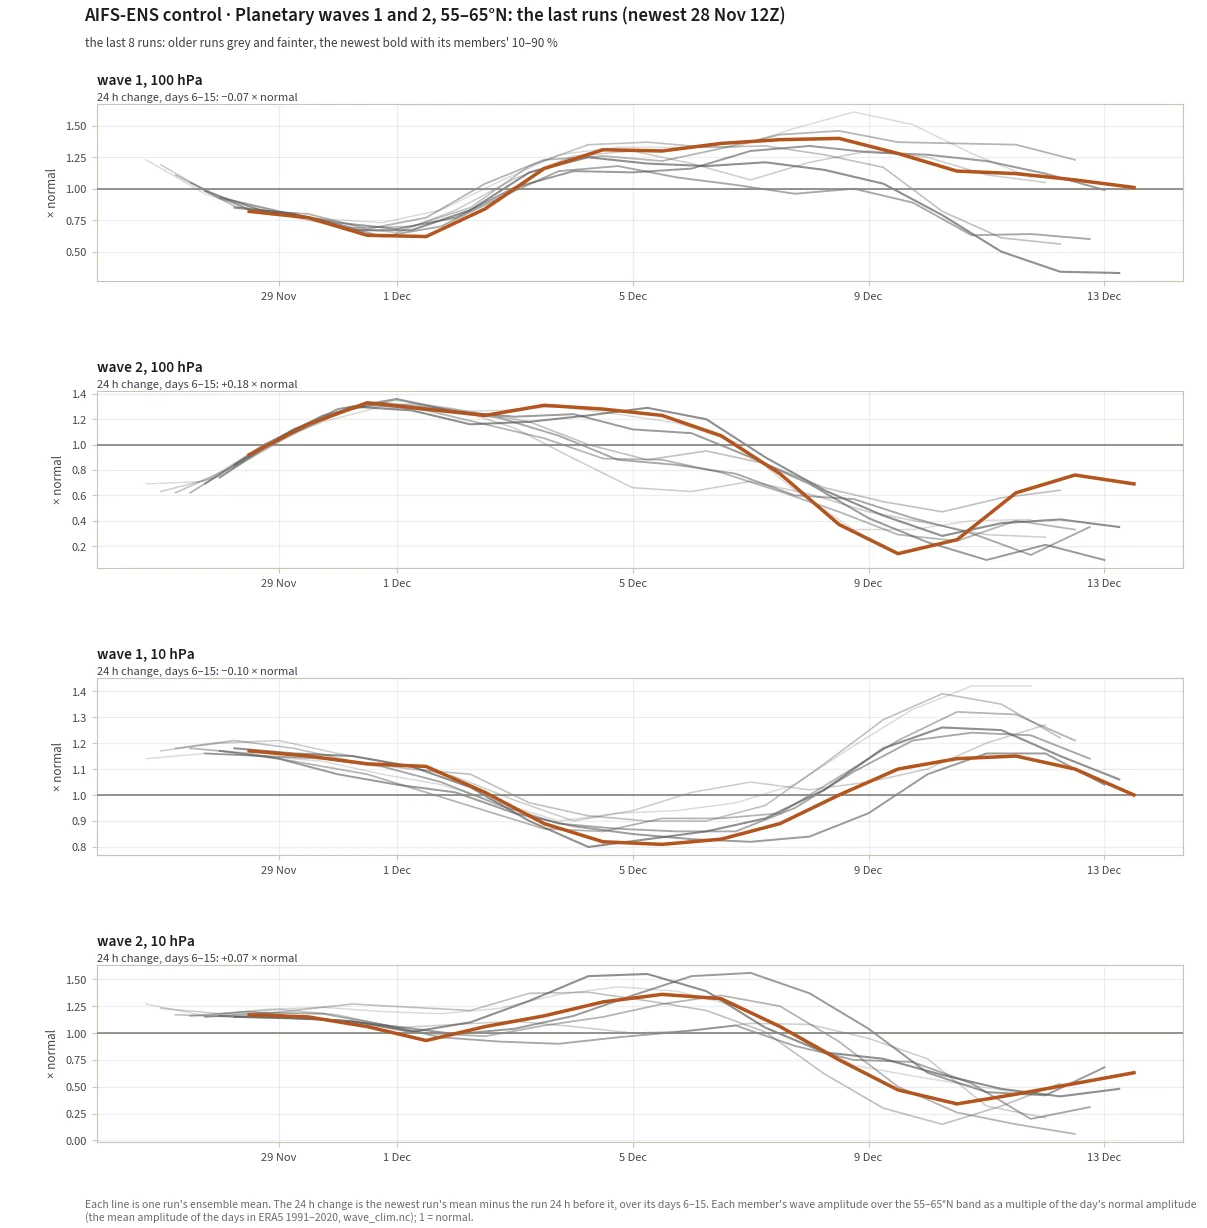 AIFS-ENS control · Planetary waves 1 and 2, 55–65°N: the last runs (newest 28 Nov 12Z)
the last 8 runs: older runs grey and fainter, the newest bold with its members' 10–90 %
wave 1, 100 hPa
24 h change, days 6–15: −0.07 × normal
1.50
1.25
1.00
0.75
0.50
× normal
29 Nov 1 Dec 5 Dec 9 Dec 13 Dec
wave 2, 100 hPa
24 h change, days 6–15: +0.18 × normal
1.4
1.2
1.0
0.8
0.6
0.4
0.2
× normal
29 Nov 1 Dec 5 Dec 9 Dec 13 Dec
wave 1, 10 hPa
24 h change, days 6–15: −0.10 × normal
1.4
1.3
1.2
1.1
1.0
0.9
0.8
× normal
29 Nov 1 Dec 5 Dec 9 Dec 13 Dec
wave 2, 10 hPa
24 h change, days 6–15: +0.07 × normal
1.50
1.25
1.00
0.75
0.50
0.25
0.00
× normal
29 Nov 1 Dec 5 Dec 9 Dec 13 Dec
Each line is one run's ensemble mean. The 24 h change is the newest run's mean minus the run 24 h before it, over its days 6–15. Each member's wave amplitude over the 55–65°N band as a multiple of the day's normal amplitude
(the mean amplitude of the days in ERA5 1991–2020, wave_clim.nc); 1 = normal.